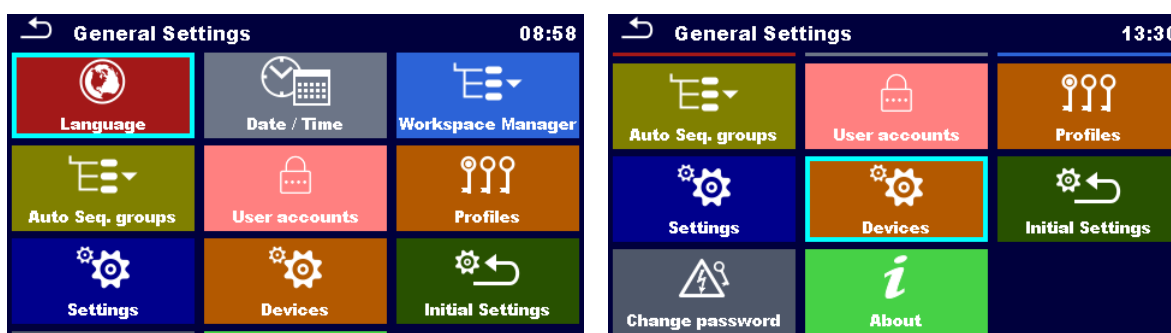 General Settings 08:58
Language Date / Time Workspace Manager
Auto Seq. groups User accounts Profiles
Settings Devices Initial Settings
General Settings 13:30
Auto Seq. groups User accounts Profiles
Settings Devices Initial Settings
Change password About